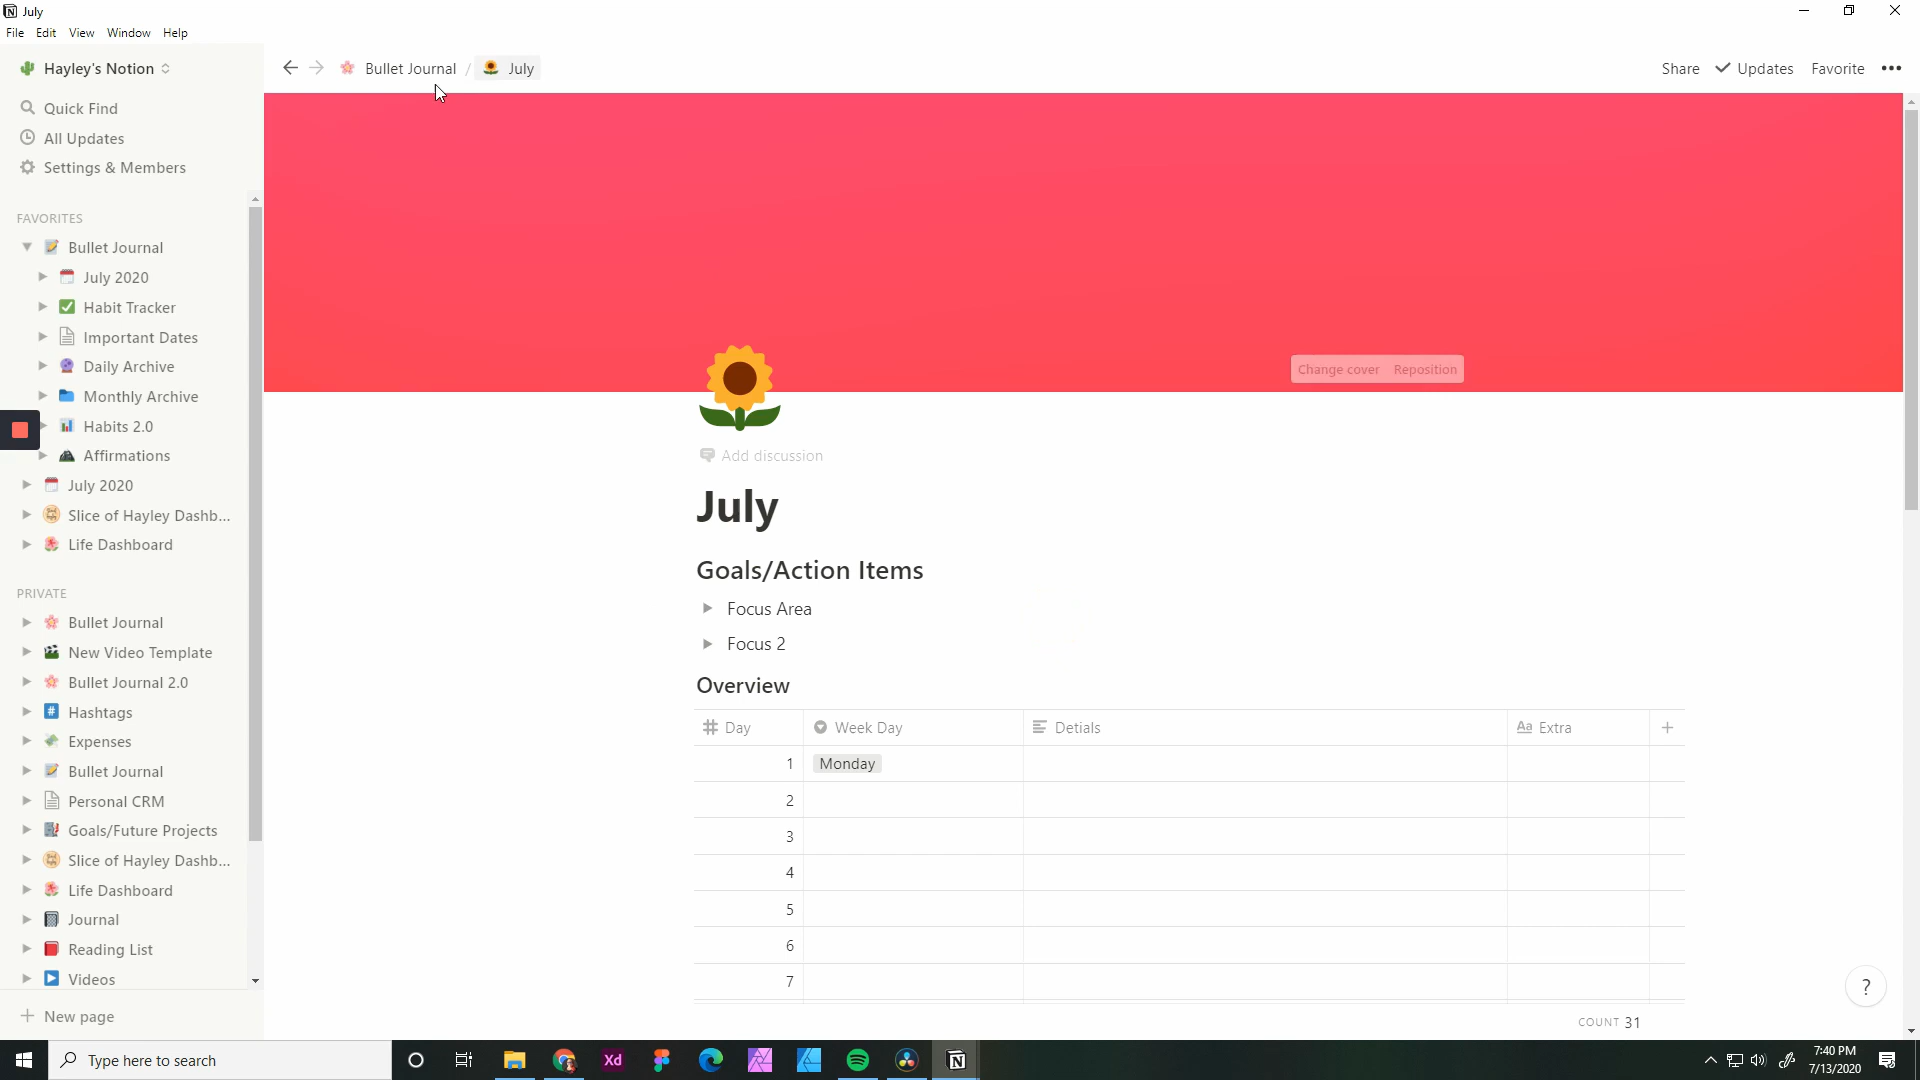 July
File Edit View Window Help
Hayley's Notion
Bullet Journal / July
Share Updates Favorite
Quick Find
All Updates
Settings & Members
FAVORITES
Bullet Journal
July 2020
Habit Tracker
Important Dates
Daily Archive
Monthly Archive
Habits 2.0
Affirmations
July 2020
Slice of Hayley Dashb...
Life Dashboard
PRIVATE
Bullet Journal
New Video Template
Bullet Journal 2.0
Hashtags
Expenses
Bullet Journal
Personal CRM
Goals/Future Projects
Slice of Hayley Dashb...
Life Dashboard
Journal
Reading List
Videos
New page
Change cover Reposition
Add discussion
July
Goals/Action Items
Focus Area
Focus 2
Overview
Day Week Day Detials Aa Extra
1 Monday
2
3
4
5
6
7
COUNT 31
?
Type here to search
Xd
7:40 PM
7/13/2020